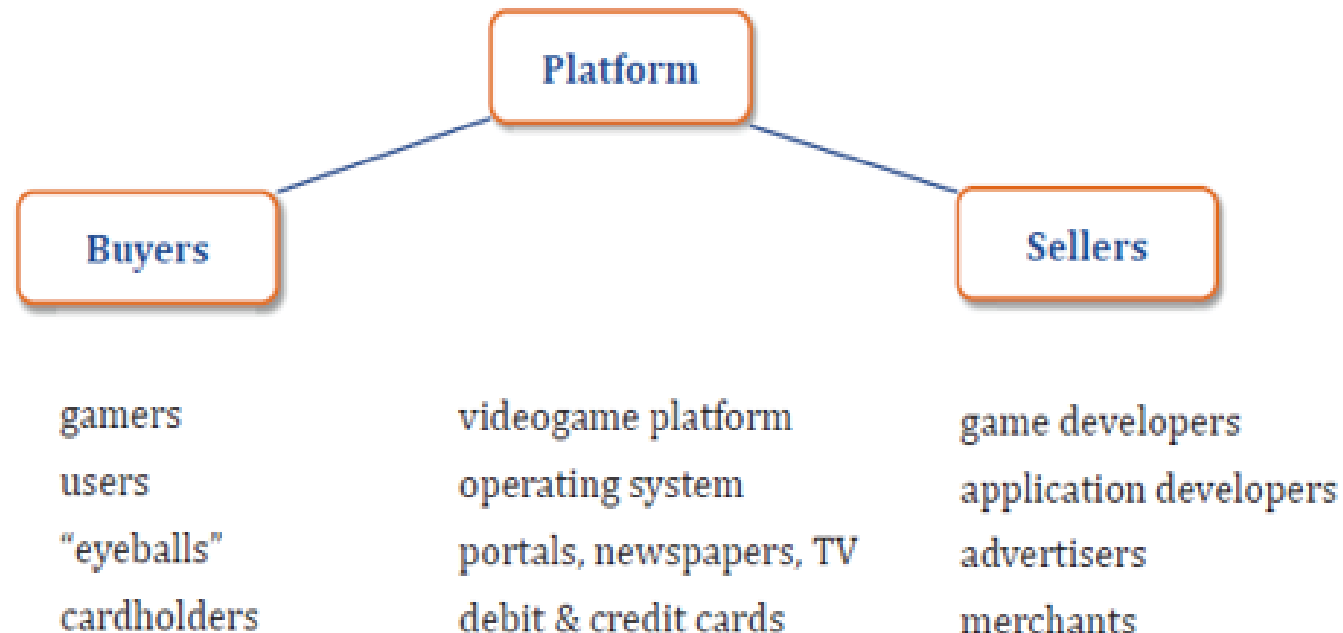 Platform
Buyers
Sellers
gamers videogame platform game developers
users operating system application developers
“eyeballs” portals, newspapers, TV advertisers
cardholders debit & credit cards merchants